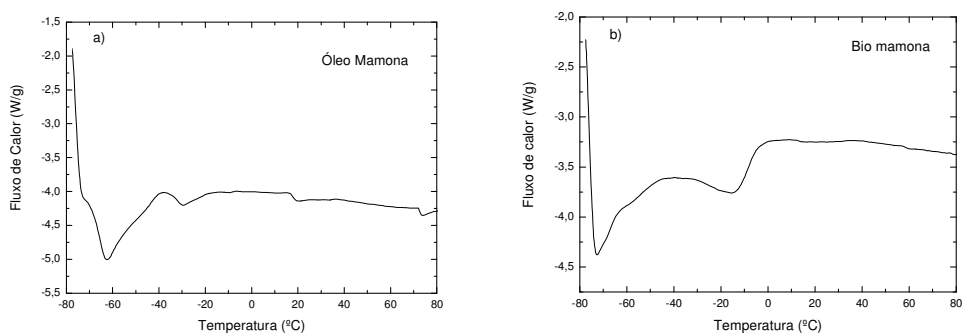 a)
Óleo Mamona
Fluxo de Calor (W/g)
-1,5
-2,0
-2,5
-3,0
-3,5
-4,0
-4,5
-5,0
-5,5
-80 -60 -40 -20 0 20 40 60 80
Temperatura (ºC)
b)
Bio mamona
Fluxo de calor (W/g)
-2,0
-2,5
-3,0
-3,5
-4,0
-4,5
-80 -60 -40 -20 0 20 40 60 80
Temperatura (ºC)